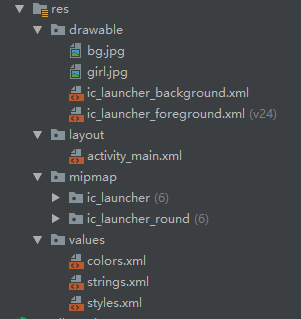 res
drawable
bg.jpg
girl.jpg
ic_launcher_background.xml
ic_launcher_foreground.xml (v24)
layout
activity_main.xml
mipmap
ic_launcher (6)
ic_launcher_round (6)
values
colors.xml
strings.xml
styles.xml